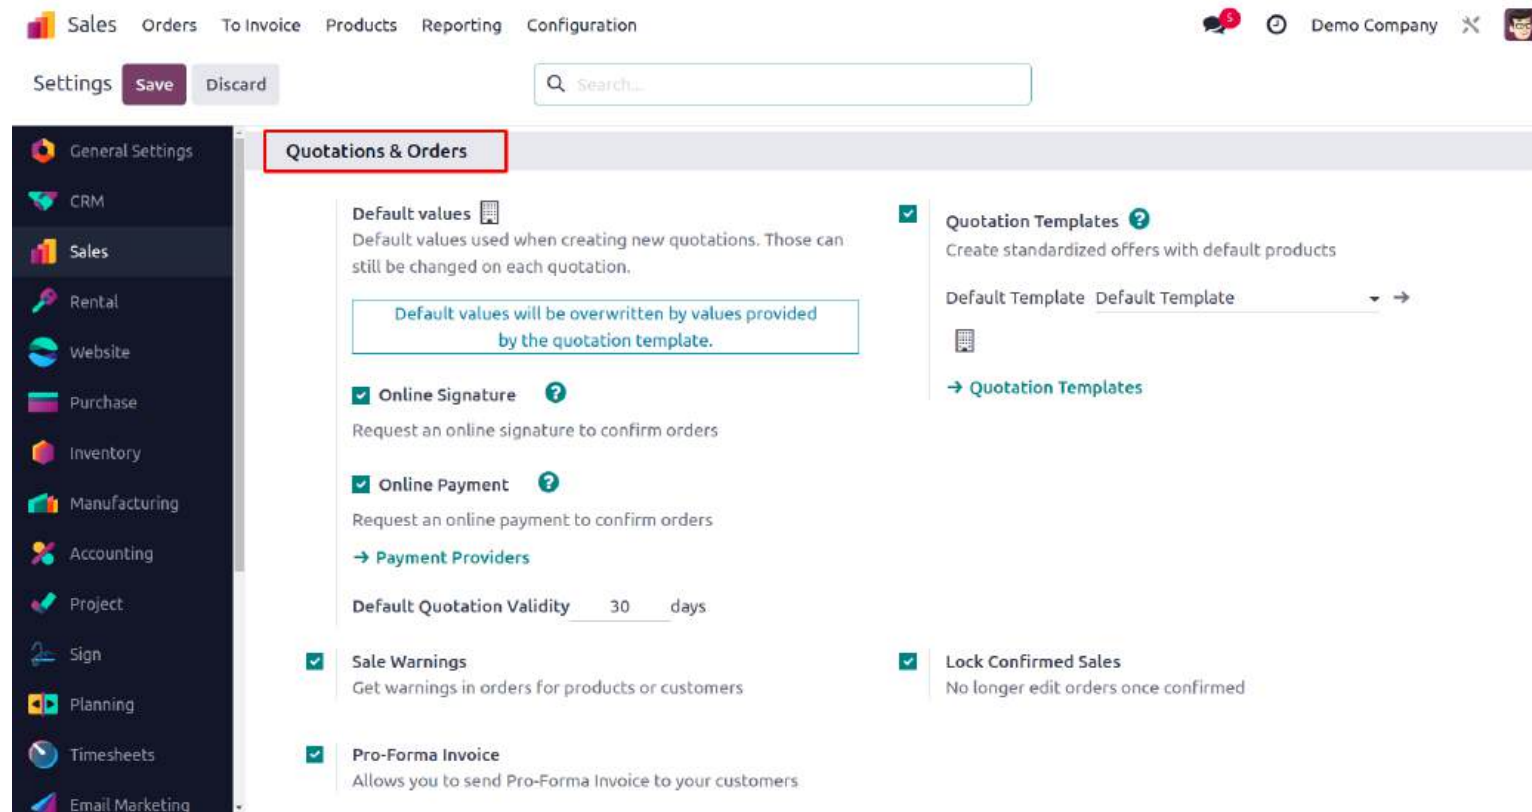 Sales Orders To Invoice Products Reporting Configuration 5 Demo Company
Settings Save Discard Search...
General Settings
CRM
Sales
Rental
Website
Purchase
Inventory
Manufacturing
Accounting
Project
Sign
Planning
Timesheets
Email Marketing
Quotations & Orders
Default values
Default values used when creating new quotations. Those can
still be changed on each quotation.
Default values will be overwritten by values provided
by the quotation template.
Online Signature ?
Request an online signature to confirm orders
Online Payment ?
Request an online payment to confirm orders
→ Payment Providers
Default Quotation Validity 30 days
Quotation Templates ?
Create standardized offers with default products
Default Template Default Template →
→ Quotation Templates
Sale Warnings
Get warnings in orders for products or customers
Lock Confirmed Sales
No longer edit orders once confirmed
Pro-Forma Invoice
Allows you to send Pro-Forma Invoice to your customers